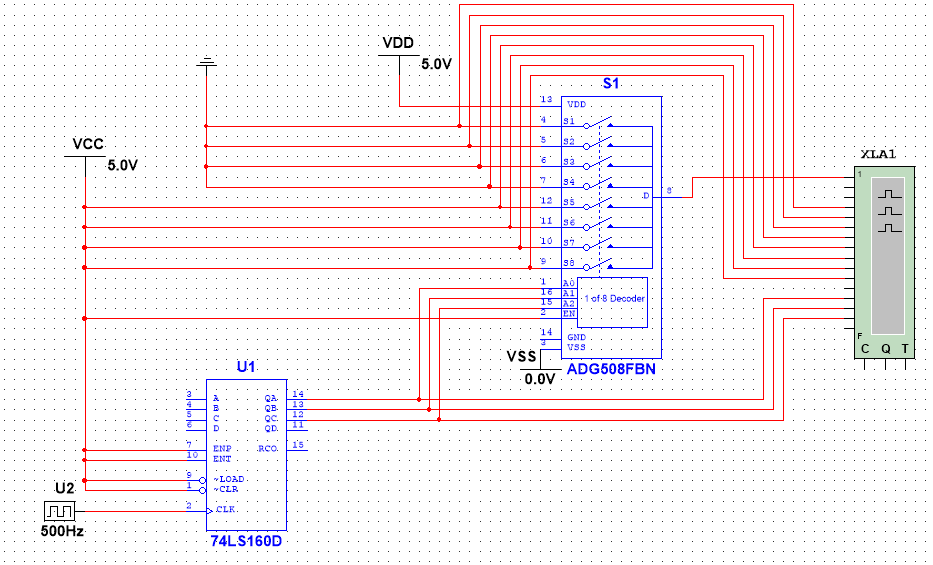 VDD
5.0V
VCC
5.0V
S1
13 VDD
4 S1
5 S2
6 S3
7 S4
12 S5
11 S6
10 S7
9 S8
D 8
1 A0
16 A1
15 A2
2 EN
1 of 8 Decoder
14 GND
3 VSS
VSS
0.0V
ADG508FBN
XLA1
1
F
C Q T
U1
3 A QA 14
4 B QB 13
5 C QC 12
6 D QD 11
7 ENP RCO 15
10 ENT
9 ~LOAD
1 ~CLR
2 CLK
74LS160D
U2
500Hz